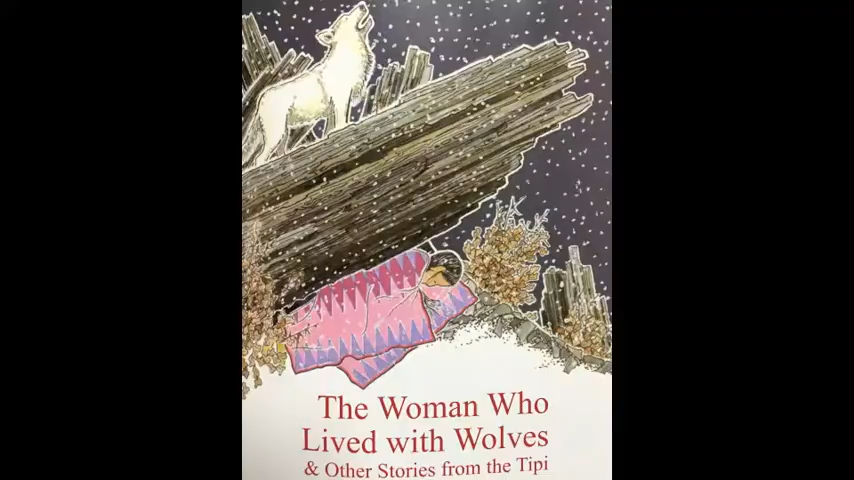 The Woman Who
Lived with Wolves
& Other Stories from the Tipi